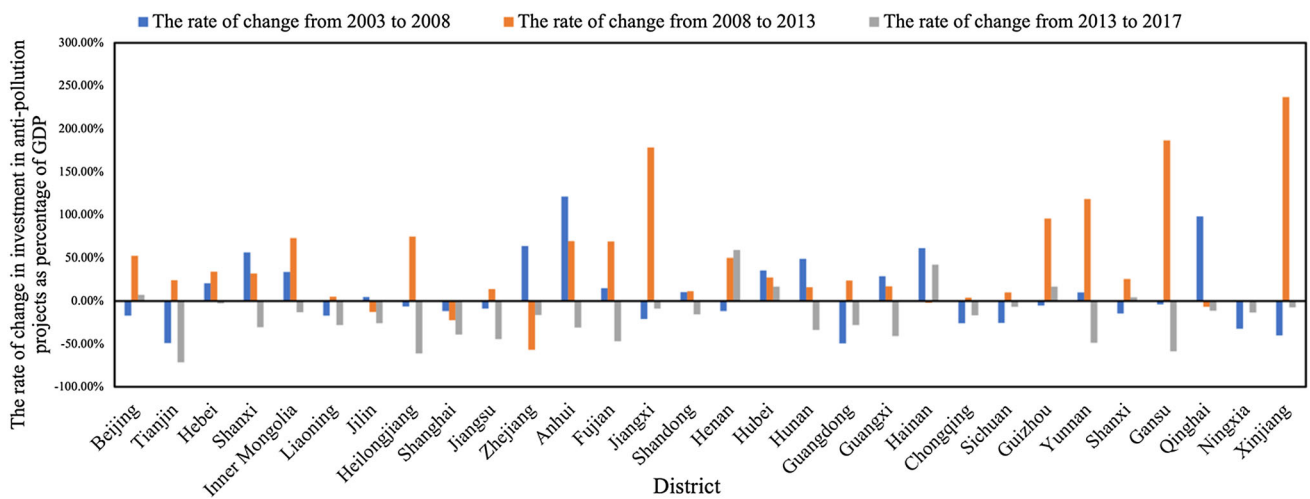 The rate of change from 2003 to 2008 The rate of change from 2008 to 2013 The rate of change from 2013 to 2017
The rate of change in investment in anti-pollution
projects as percentage of GDP
300.00%
250.00%
200.00%
150.00%
100.00%
50.00%
0.00%
-50.00%
-100.00%
Beijing
Tianjin
Hebei
Shanxi
Inner Mongolia
Liaoning
Jilin
Heilongjiang
Shanghai
Jiangsu
Zhejiang
Anhui
Fujian
Jiangxi
Shandong
Henan
Hubei
Hunan
Guangdong
Guangxi
Hainan
Chongqing
Sichuan
Guizhou
Yunnan
Shanxi
Gansu
Qinghai
Ningxia
Xinjiang
District